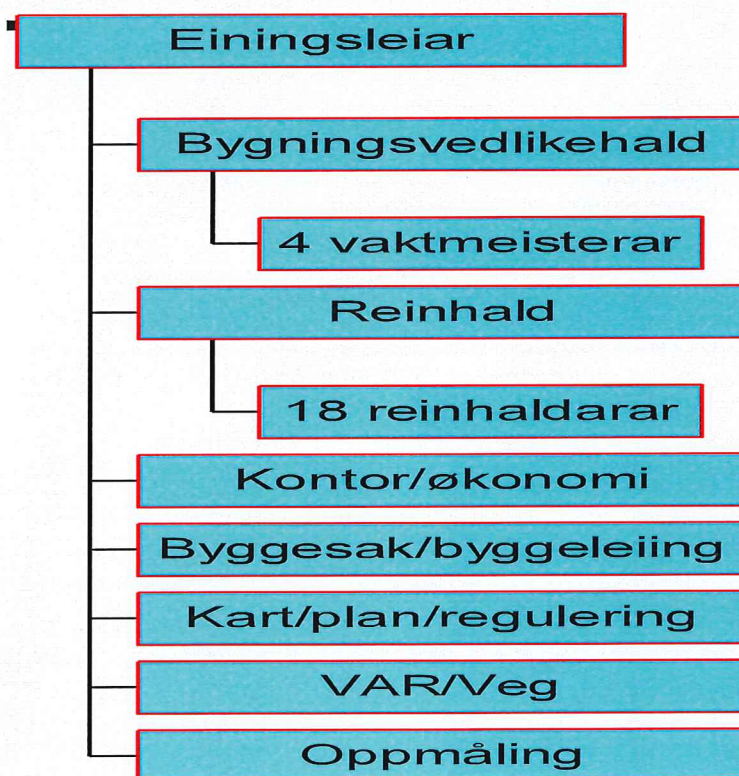 Einingsleiar
Bygningsvedlikehald
4 vaktmeisterar
Reinhald
18 reinhaldarar
Kontor/økonomi
Byggesak/byggeleiing
Kart/plan/regulering
VAR/Veg
Oppmåling